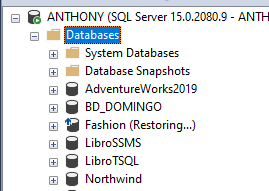 ANTHONY (SQL Server 15.0.2080.9 - ANTH
Databases
System Databases
Database Snapshots
AdventureWorks2019
BD_DOMINGO
Fashion (Restoring...)
LibroSSMS
LibroTSQL
Northwind